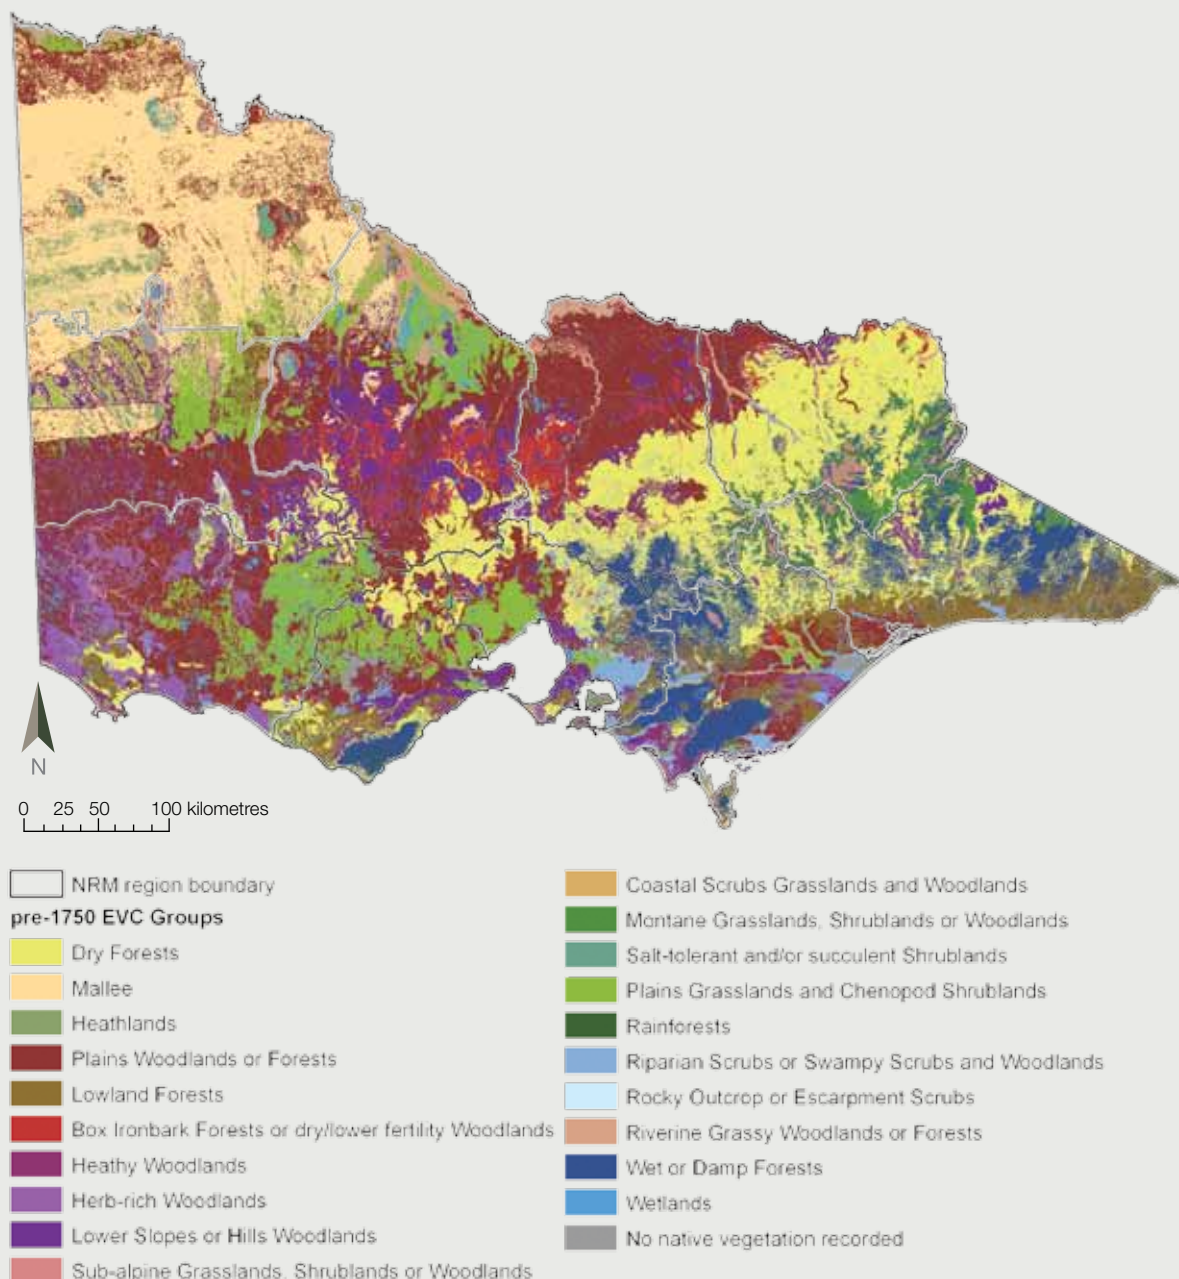 N
0 25 50 100 kilometres
NRM region boundary
pre-1750 EVC Groups
Dry Forests
Mallee
Heathlands
Plains Woodlands or Forests
Lowland Forests
Box Ironbark Forests or dry/lower fertility Woodlands
Heathy Woodlands
Herb-rich Woodlands
Lower Slopes or Hills Woodlands
Sub-alpine Grasslands, Shrublands or Woodlands
Coastal Scrubs Grasslands and Woodlands
Montane Grasslands, Shrublands or Woodlands
Salt-tolerant and/or succulent Shrublands
Plains Grasslands and Chenopod Shrublands
Rainforests
Riparian Scrubs or Swampy Scrubs and Woodlands
Rocky Outcrop or Escarpment Scrubs
Riverine Grassy Woodlands or Forests
Wet or Damp Forests
Wetlands
No native vegetation recorded